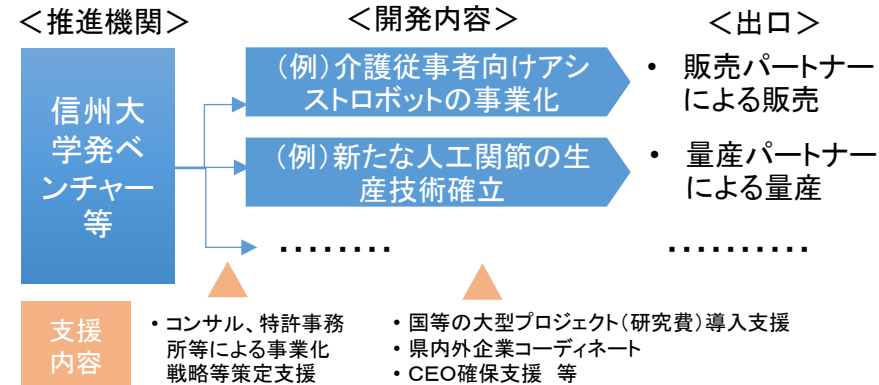 ＜推進機関＞
＜開発内容＞
＜出口＞
信州大
学発ベ
ンチャー
等
（例）介護従事者向けアシ
ストロボットの事業化
• 販売パートナー
による販売
（例）新たな人工関節の生
産技術確立
• 量産パートナー
による量産
・・・・・・・・
・・・・・・・・・・
支援
内容
• コンサル、特許事務
所等による事業化
戦略等策定支援
• 国等の大型プロジェクト（研究費）導入支援
• 県内外企業コーディネート
• CEO確保支援　等